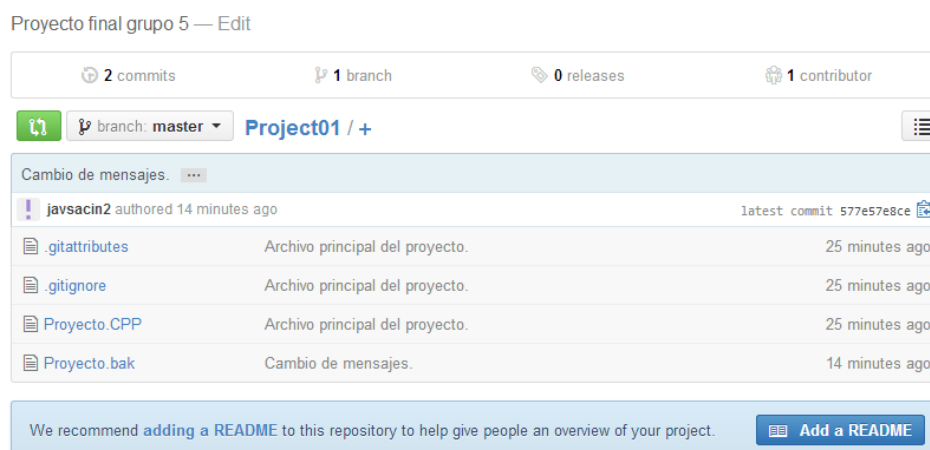 Proyecto final grupo 5 — Edit
2 commits 1 branch 0 releases 1 contributor
branch: master Project01 / +
Cambio de mensajes. ...
javsacin2 authored 14 minutes ago latest commit 577e57e8ce
.gitattributes Archivo principal del proyecto. 25 minutes ago
.gitignore Archivo principal del proyecto. 25 minutes ago
Proyecto.CPP Archivo principal del proyecto. 25 minutes ago
Proyecto.bak Cambio de mensajes. 14 minutes ago
We recommend adding a README to this repository to help give people an overview of your project. Add a README